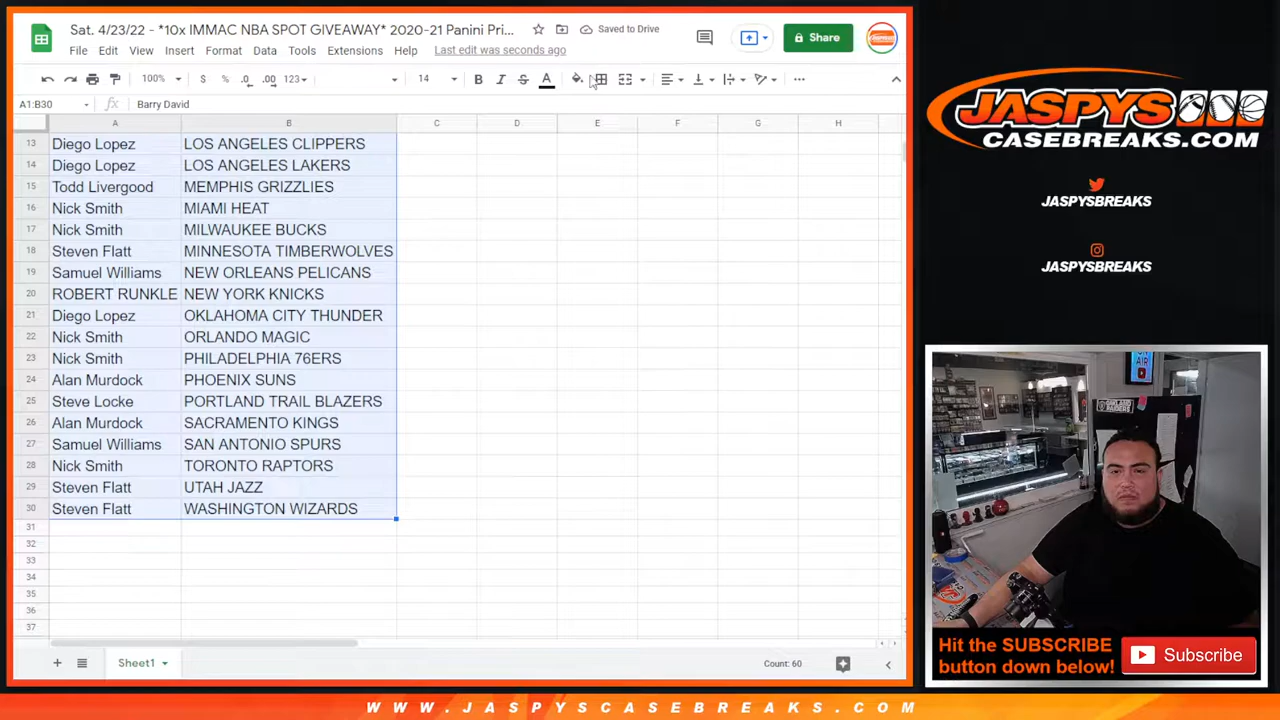 Sat. 4/23/22 - *10x IMMAC NBA SPOT GIVEAWAY* 2020-21 Panini Pri...
Saved to Drive
Share
File Edit View Insert Format Data Tools Extensions Help Last edit was seconds ago
100% $ % .0 .00 123 14 B I S A
A1:B30 fx Barry David
A B C D E F G H
13 Diego Lopez LOS ANGELES CLIPPERS
14 Diego Lopez LOS ANGELES LAKERS
15 Todd Livergood MEMPHIS GRIZZLIES
16 Nick Smith MIAMI HEAT
17 Nick Smith MILWAUKEE BUCKS
18 Steven Flatt MINNESOTA TIMBERWOLVES
19 Samuel Williams NEW ORLEANS PELICANS
20 ROBERT RUNKLE NEW YORK KNICKS
21 Diego Lopez OKLAHOMA CITY THUNDER
22 Nick Smith ORLANDO MAGIC
23 Nick Smith PHILADELPHIA 76ERS
24 Alan Murdock PHOENIX SUNS
25 Steve Locke PORTLAND TRAIL BLAZERS
26 Alan Murdock SACRAMENTO KINGS
27 Samuel Williams SAN ANTONIO SPURS
28 Nick Smith TORONTO RAPTORS
29 Steven Flatt UTAH JAZZ
30 Steven Flatt WASHINGTON WIZARDS
31
32
33
34
35
36
37
Sheet1
Count: 60
JASPYS
CASEBREAKS.COM
JASPYSBREAKS
JASPYSBREAKS
ON
AIR
OAKLAND
RAIDERS
Hit the SUBSCRIBE
button down below!
Subscribe
WWW.JASPYSCASEBREAKS.COM